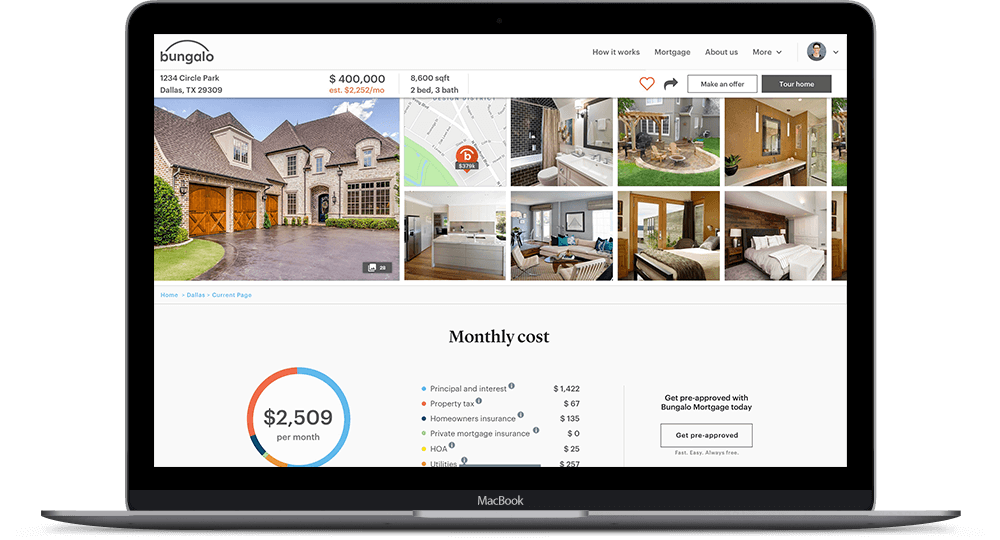 bungalo
How it works Mortgage About us More
1234 Circle Park
Dallas, TX 29309
$ 400,000
est. $2,252/mo
8,600 sqft
2 bed, 3 bath
Make an offer
Tour home
DESIGN DISTRICT
b
$379k
28
Home > Dallas > Current Page
Monthly cost
$2,509
per month
Principal and interest $ 1,422
Property tax $ 67
Homeowners insurance $ 135
Private mortgage insurance $ 0
HOA $ 25
Utilities $ 257
Get pre-approved with
Bungalo Mortgage today
Get pre-approved
Fast. Easy. Always free.
MacBook